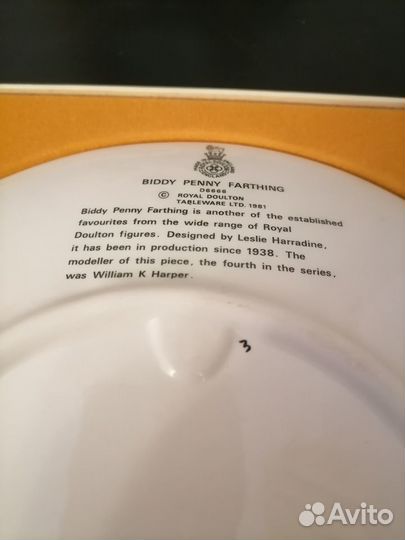 BIDDY PENNY FARTHING
D6666
© ROYAL DOULTON
TABLEWARE LTD. 1981
Biddy Penny Farthing is another of the established
favourites from the wide range of Royal
Doulton figures. Designed by Leslie Harradine,
it has been in production since 1938. The
modeller of this piece, the fourth in the series,
was William K Harper.
3
Avito